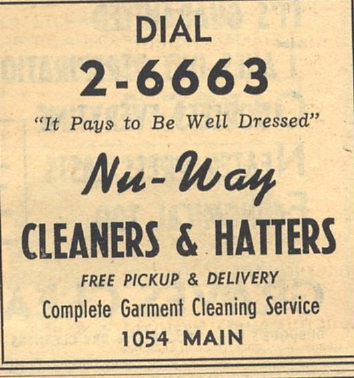 DIAL
2-6663
"It Pays to Be Well Dressed"
Nu-Way
CLEANERS & HATTERS
FREE PICKUP & DELIVERY
Complete Garment Cleaning Service
1054 MAIN